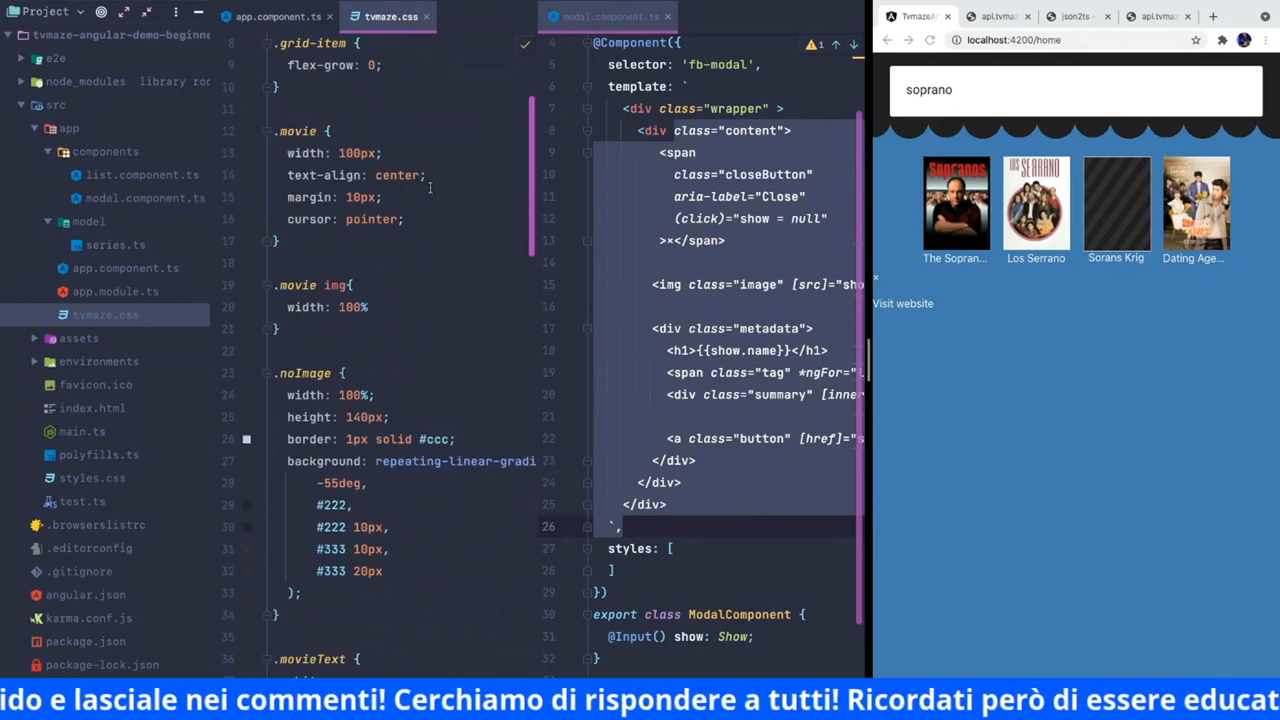 Project
app.component.ts ×
tvmaze.css ×
modal.component.ts ×
TvmazeA ×
api.tvmaz ×
json2ts - ×
api.tvmaz ×
localhost:4200/home
tvmaze-angular-demo-beginne
e2e
node_modules library roo
src
app
components
list.component.ts
modal.component.ts
model
series.ts
app.component.ts
app.module.ts
tvmaze.css
assets
environments
favicon.ico
index.html
main.ts
polyfills.ts
styles.css
test.ts
.browserslistrc
.editorconfig
.gitignore
angular.json
karma.conf.js
package.json
package-lock.json
8 .grid-item {
9 flex-grow: 0;
10 }
11
12 .movie {
13 width: 100px;
14 text-align: center;
15 margin: 10px;
16 cursor: pointer;
17 }
18
19 .movie img{
20 width: 100%
21 }
22
23 .noImage {
24 width: 100%;
25 height: 140px;
26 border: 1px solid #ccc;
27 background: repeating-linear-gradi
28 -55deg,
29 #222,
30 #222 10px,
31 #333 10px,
32 #333 20px
33 );
34 }
35
36 .movieText {
4 @Component({
5 selector: 'fb-modal',
6 template: `
7 <div class="wrapper" >
8 <div class="content">
9 <span
10 class="closeButton"
11 aria-label="Close"
12 (click)="show = null"
13 >×</span>
14
15 <img class="image" [src]="sho
16
17 <div class="metadata">
18 <h1>{{show.name}}</h1>
19 <span class="tag" *ngFor="l
20 <div class="summary" [inner
21
22 <a class="button" [href]="s
23 </div>
24 </div>
25 </div>
26 `,
27 styles: [
28 ]
29 })
30 export class ModalComponent {
31 @Input() show: Show;
32 }
1
soprano
Sopranos
LOS SERRANO
The Sopran...
Los Serrano
Sorans Krig
Dating Age...
×
Visit website
ido e lasciale nei commenti! Cerchiamo di rispondere a tutti! Ricordati però di essere educat